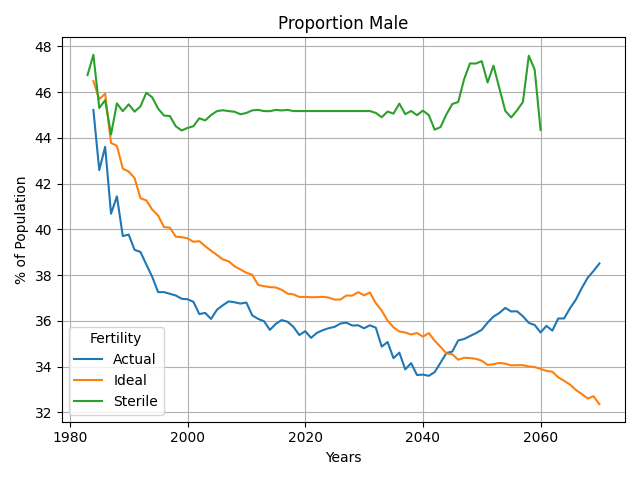 Proportion Male
48
46
44
42
40
38
36
34
32
% of Population
Fertility
Actual
Ideal
Sterile
1980
2000
2020
2040
2060
Years